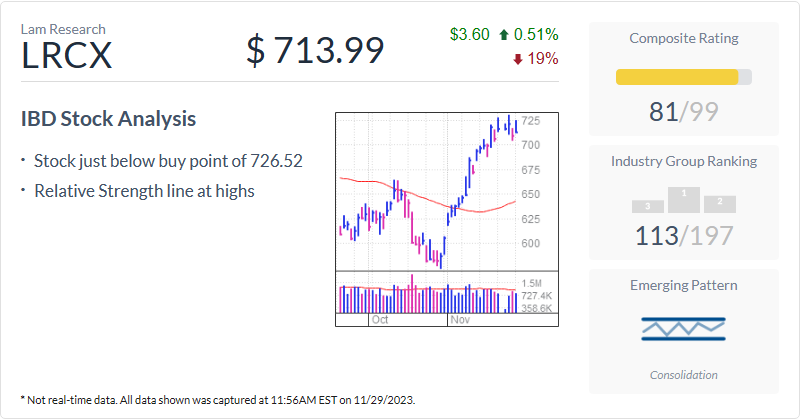 Lam Research
LRCX
$ 713.99
$3.60 0.51%
19%
IBD Stock Analysis
• Stock just below buy point of 726.52
• Relative Strength line at highs
725
700
675
650
625
600
1.5M
727.4K
358.6K
Oct Nov
Composite Rating
81/99
Industry Group Ranking
3 1 2
113/197
Emerging Pattern
Consolidation
* Not real-time data. All data shown was captured at 11:56AM EST on 11/29/2023.